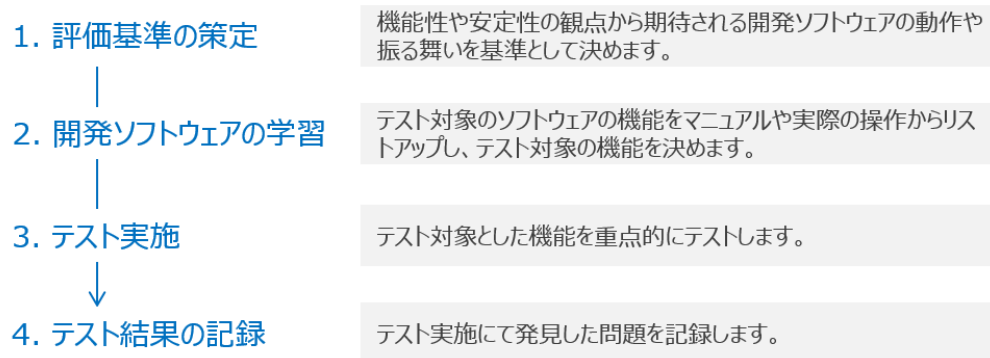 1. 評価基準の策定
機能性や安定性の観点から期待される開発ソフトウェアの動作や
振る舞いを基準として決めます。
2. 開発ソフトウェアの学習
テスト対象のソフトウェアの機能をマニュアルや実際の操作からリス
トアップし、テスト対象の機能を決めます。
3. テスト実施
テスト対象とした機能を重点的にテストします。
4. テスト結果の記録
テスト実施にて発見した問題を記録します。